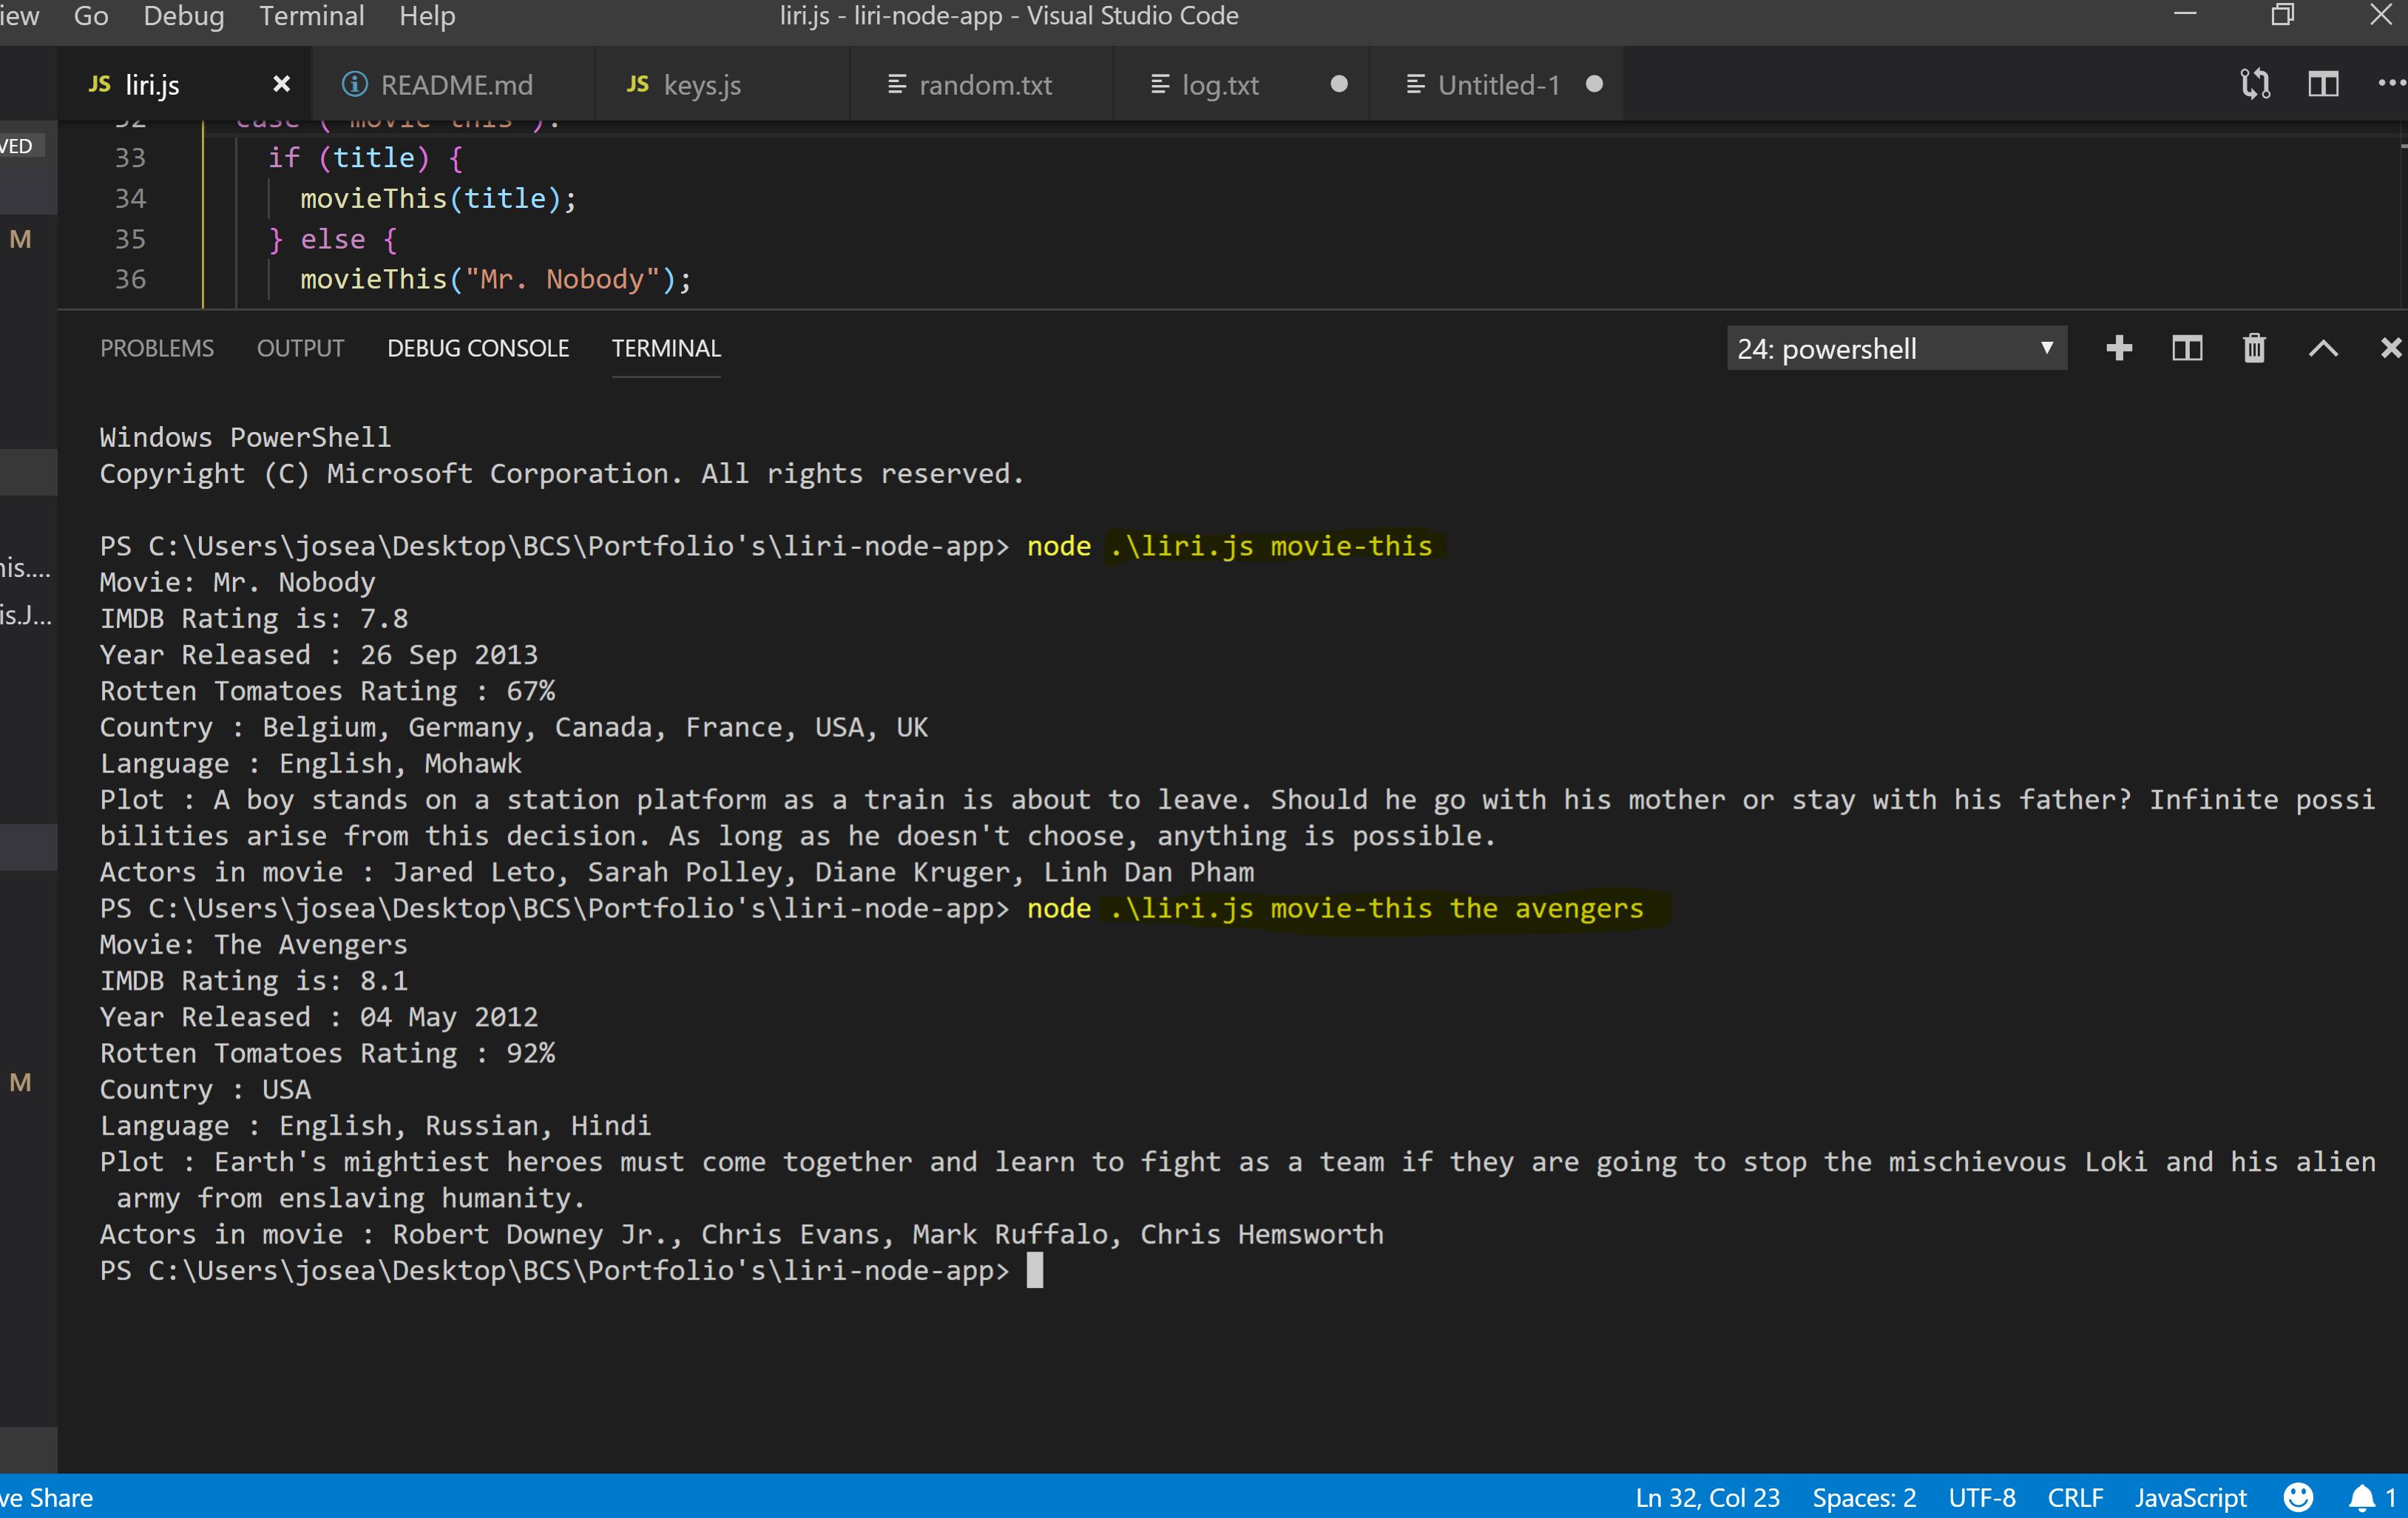 Go Debug Terminal Help liri.js - liri-node-app - Visual Studio Code
JS liri.js README.md JS keys.js random.txt log.txt Untitled-1
32 case ("movie-this"):
33 if (title) {
34 movieThis(title);
35 } else {
36 movieThis("Mr. Nobody");
M
PROBLEMS OUTPUT DEBUG CONSOLE TERMINAL 24: powershell
Windows PowerShell
Copyright (C) Microsoft Corporation. All rights reserved.
PS C:\Users\josea\Desktop\BCS\Portfolio's\liri-node-app> node .\liri.js movie-this
Movie: Mr. Nobody
IMDB Rating is: 7.8
Year Released : 26 Sep 2013
Rotten Tomatoes Rating : 67%
Country : Belgium, Germany, Canada, France, USA, UK
Language : English, Mohawk
Plot : A boy stands on a station platform as a train is about to leave. Should he go with his mother or stay with his father? Infinite possi
bilities arise from this decision. As long as he doesn't choose, anything is possible.
Actors in movie : Jared Leto, Sarah Polley, Diane Kruger, Linh Dan Pham
PS C:\Users\josea\Desktop\BCS\Portfolio's\liri-node-app> node .\liri.js movie-this the avengers
Movie: The Avengers
IMDB Rating is: 8.1
Year Released : 04 May 2012
Rotten Tomatoes Rating : 92%
Country : USA
M
Language : English, Russian, Hindi
Plot : Earth's mightiest heroes must come together and learn to fight as a team if they are going to stop the mischievous Loki and his alien
army from enslaving humanity.
Actors in movie : Robert Downey Jr., Chris Evans, Mark Ruffalo, Chris Hemsworth
PS C:\Users\josea\Desktop\BCS\Portfolio's\liri-node-app>
Share Ln 32, Col 23 Spaces: 2 UTF-8 CRLF JavaScript 1